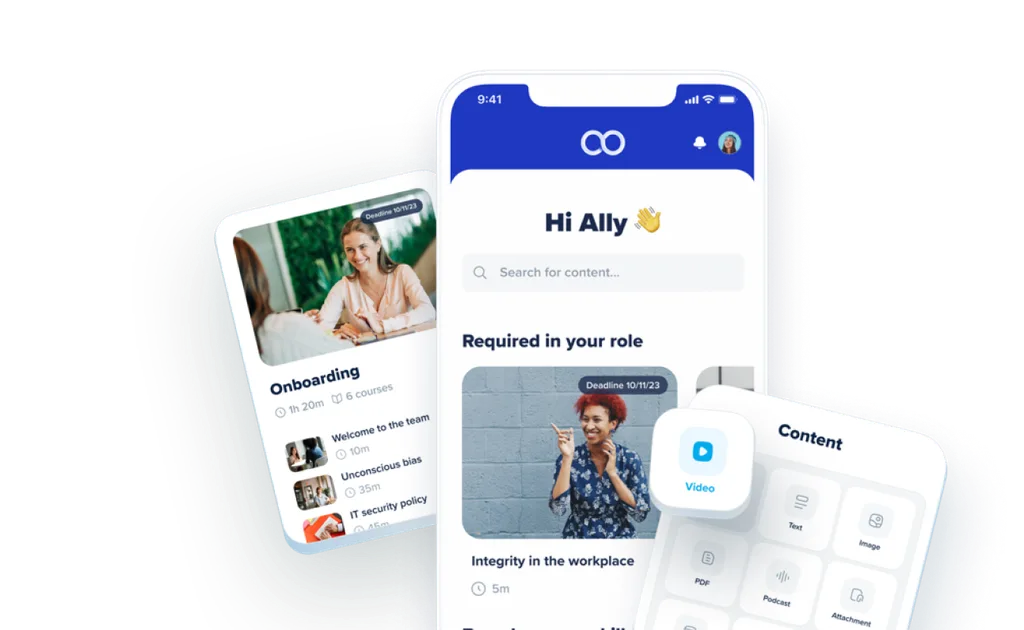 9:41
Hi Ally
Search for content...
Required in your role
Deadline 10/11/23
Integrity in the workplace
5m
Deadline 10/11/23
Onboarding
1h 20m
6 courses
Welcome to the team
10m
Unconscious bias
35m
IT security policy
45m
Content
Video
Text
Image
PDF
Podcast
Attachment